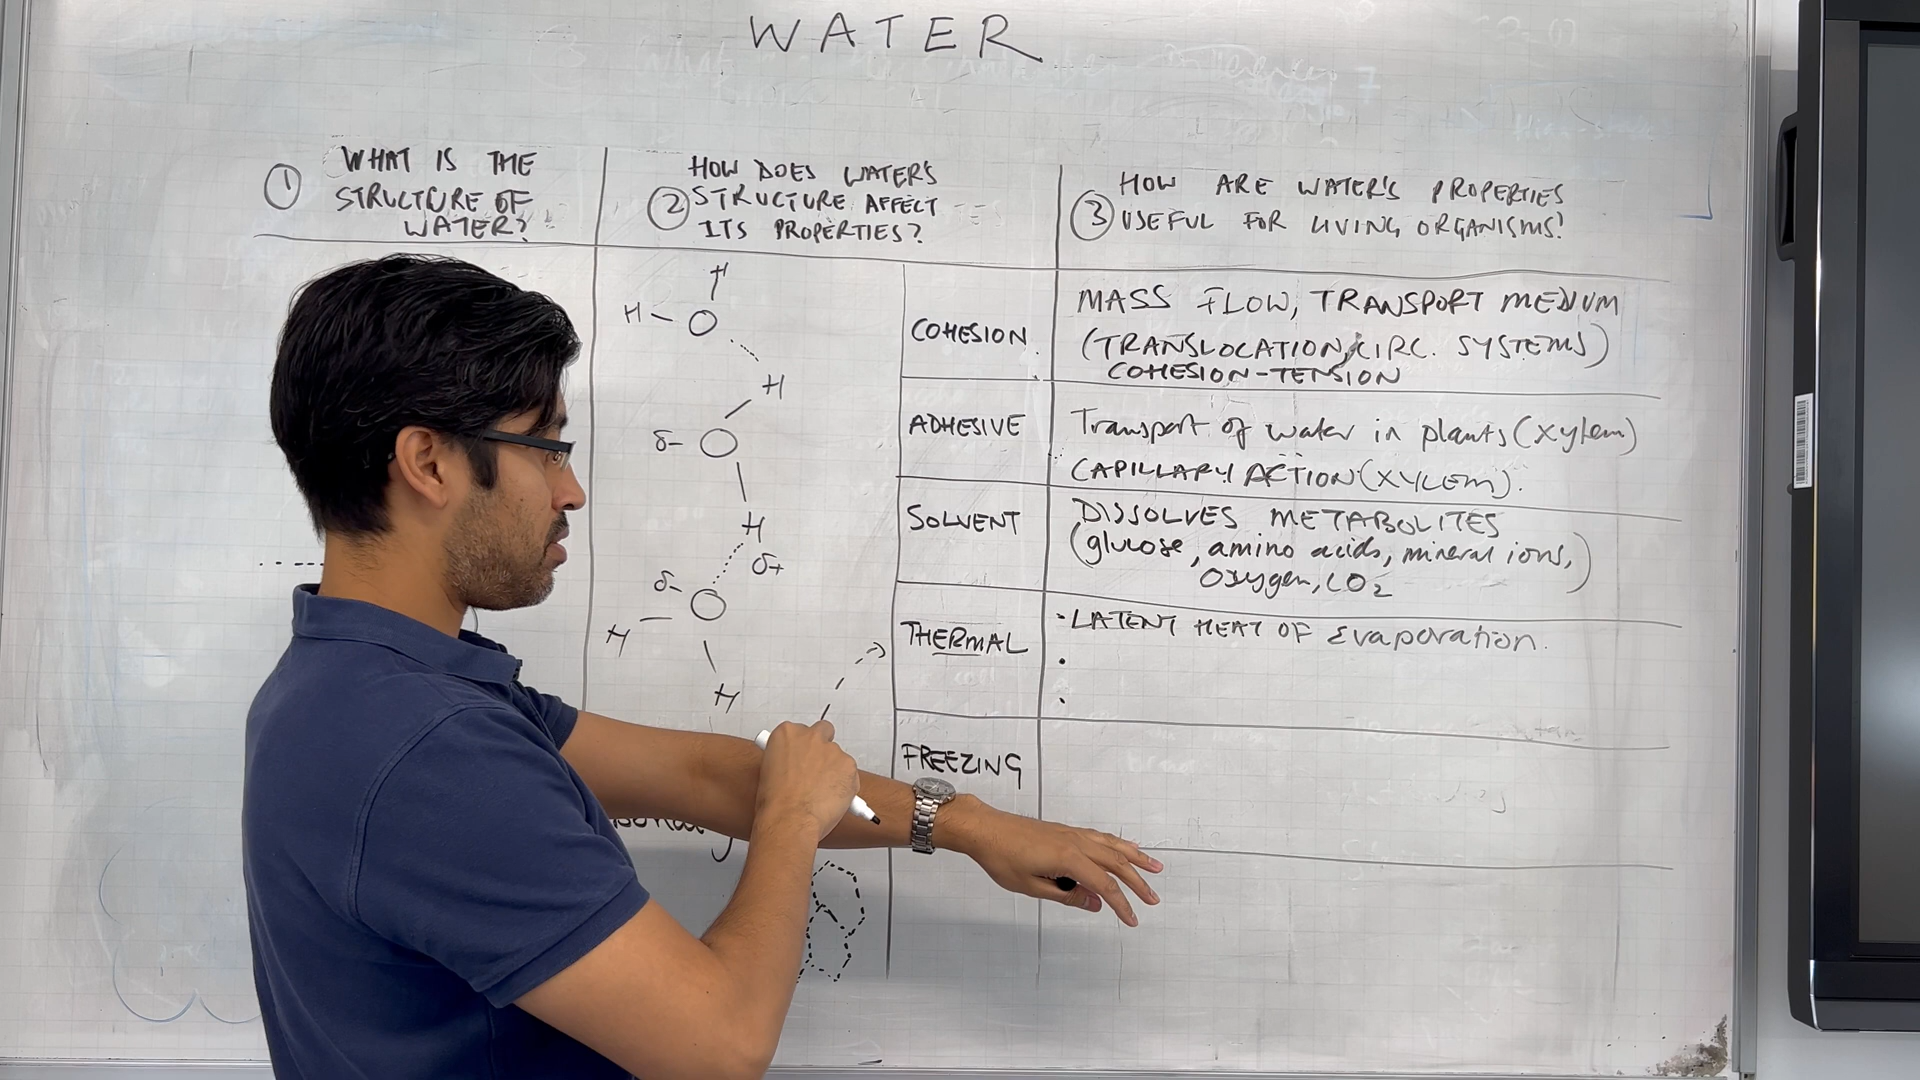 WATER
① WHAT IS THE
STRUCTURE OF
WATER?
② HOW DOES WATER'S
STRUCTURE AFFECT
ITS PROPERTIES?
③ HOW ARE WATER'S PROPERTIES
USEFUL FOR LIVING ORGANISMS?
H
H
H
δ-
H
δ+
δ-
H
H
COHESION
MASS FLOW, TRANSPORT MEDIUM
(TRANSLOCATION, CIRC. SYSTEMS)
COHESION-TENSION
ADHESIVE
Transport of water in plants (xylem)
CAPILLARY ACTION (XYLEM).
SOLVENT
DISSOLVES METABOLITES
(glucose, amino acids, mineral ions,
oxygen, CO2)
THERMAL
• LATENT HEAT OF Evaporation.
•
•
FREEZING